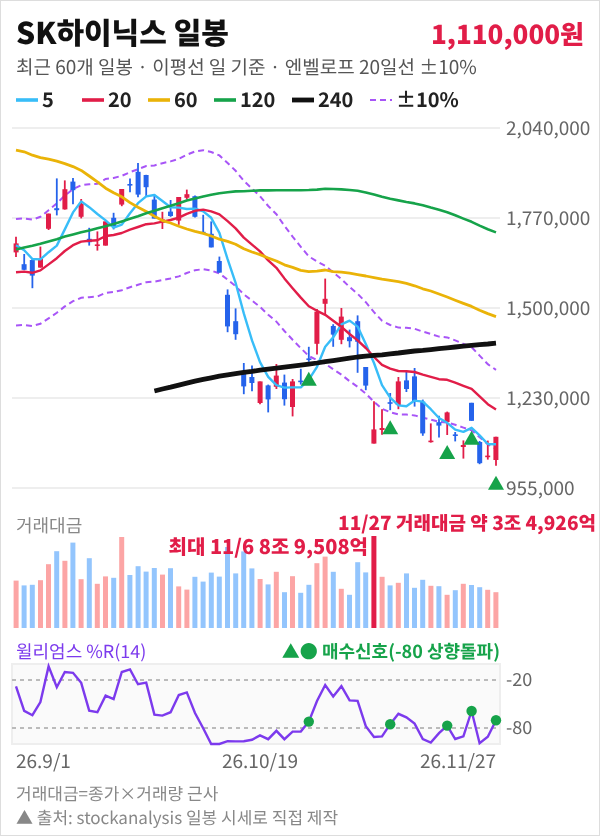 SK하이닉스 일봉
1,110,000원
최근 60개 일봉 · 이평선 일 기준 · 엔벨로프 20일선 ±10%
5 20 60 120 240 ±10%
2,040,000
1,770,000
1,500,000
1,230,000
955,000
거래대금
11/27 거래대금 약 3조 4,926억
최대 11/6 8조 9,508억
윌리엄스 %R(14)
▲● 매수신호(-80 상향돌파)
-20
-80
26.9/1 26.10/19 26.11/27
거래대금=종가×거래량 근사
▲ 출처: stockanalysis 일봉 시세로 직접 제작